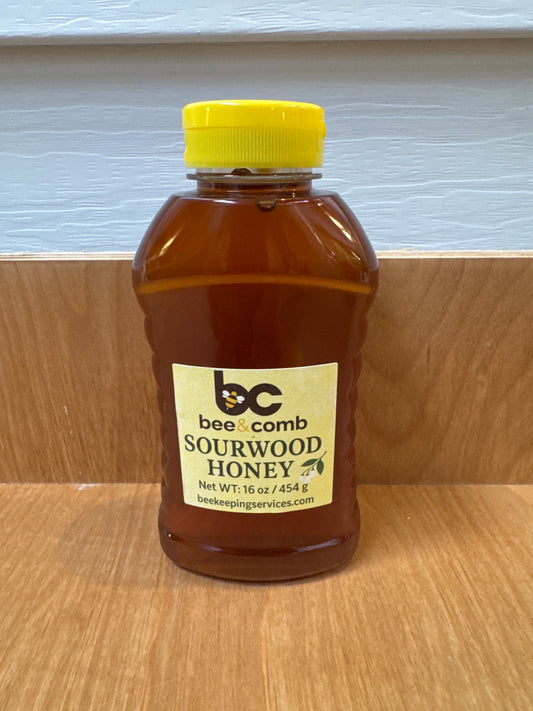 bc
bee&comb
SOURWOOD
HONEY
Net WT: 16 oz / 454 g
beekeepingservices.com